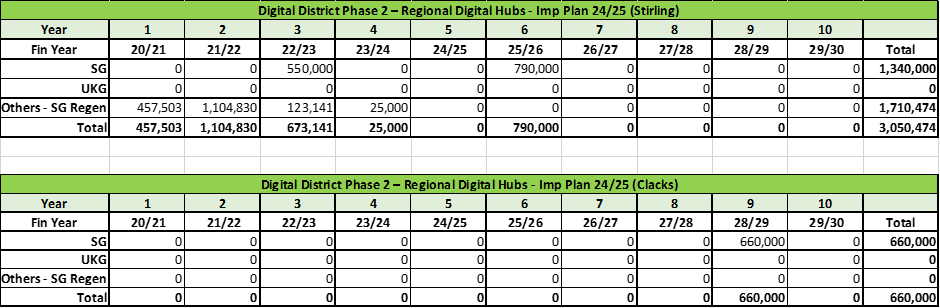 Digital District Phase 2 – Regional Digital Hubs - Imp Plan 24/25 (Stirling)
Year 1 2 3 4 5 6 7 8 9 10
Fin Year 20/21 21/22 22/23 23/24 24/25 25/26 26/27 27/28 28/29 29/30 Total
SG 0 0 550,000 0 0 790,000 0 0 0 0 1,340,000
UKG 0 0 0 0 0 0 0 0 0 0 0
Others - SG Regen 457,503 1,104,830 123,141 25,000 0 0 0 0 0 0 1,710,474
Total 457,503 1,104,830 673,141 25,000 0 790,000 0 0 0 0 3,050,474
Digital District Phase 2 – Regional Digital Hubs - Imp Plan 24/25 (Clacks)
Year 1 2 3 4 5 6 7 8 9 10
Fin Year 20/21 21/22 22/23 23/24 24/25 25/26 26/27 27/28 28/29 29/30 Total
SG 0 0 0 0 0 0 0 0 660,000 0 660,000
UKG 0 0 0 0 0 0 0 0 0 0 0
Others - SG Regen 0 0 0 0 0 0 0 0 0 0 0
Total 0 0 0 0 0 0 0 0 660,000 0 660,000